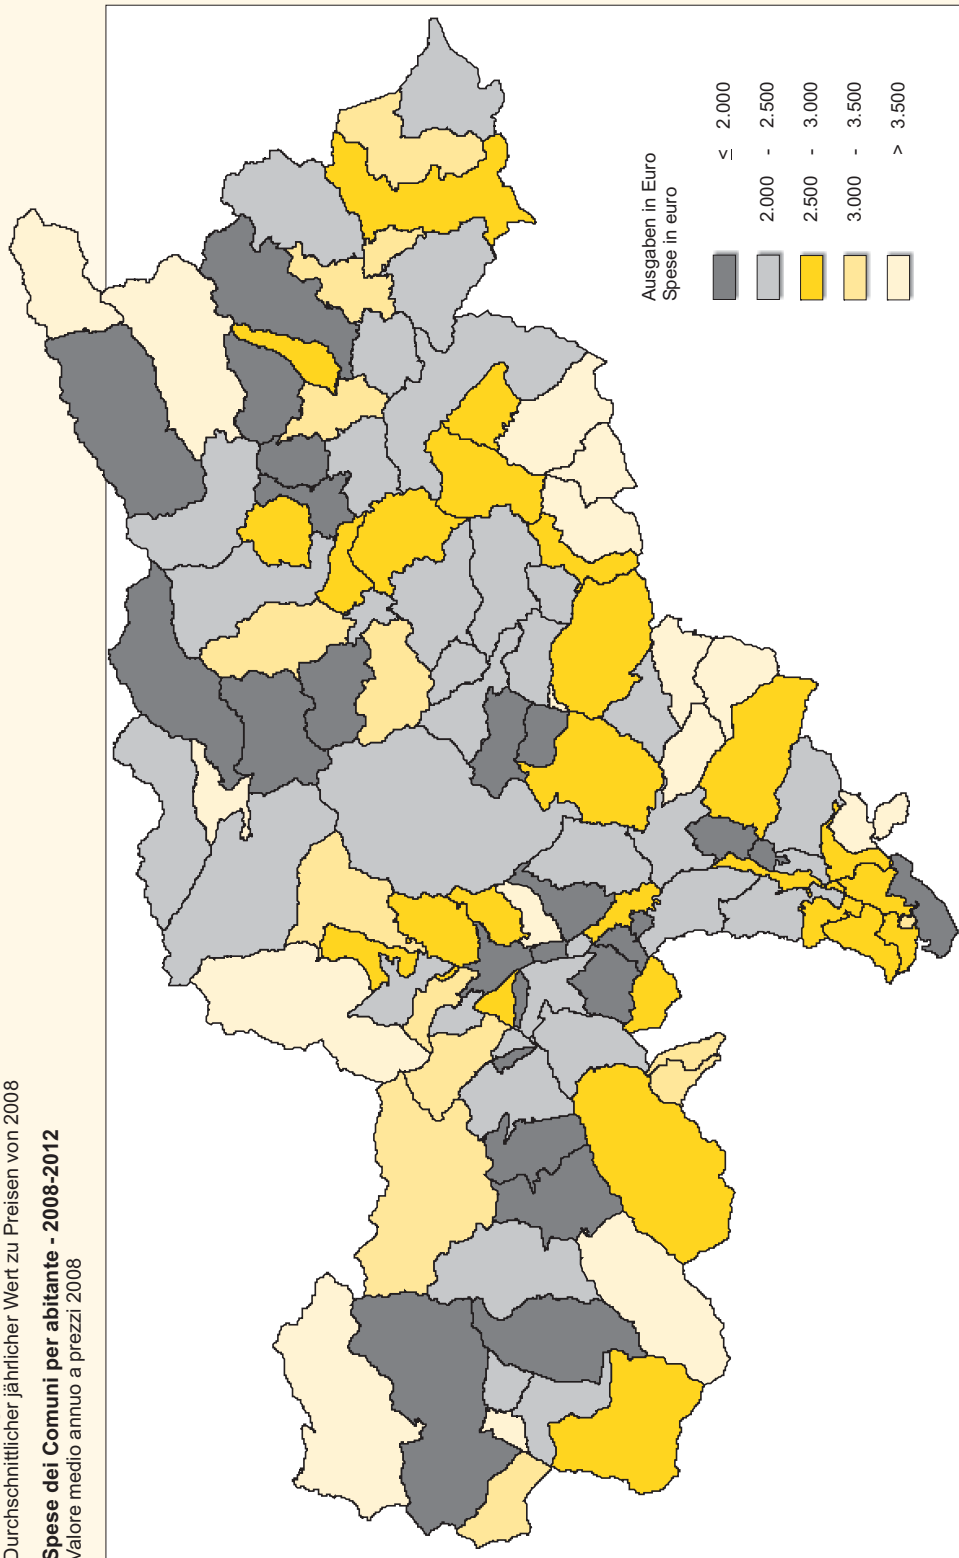 Durchschnittlicher jährlicher Wert zu Preisen von 2008
Spese dei Comuni per abitante - 2008-2012
Valore medio annuo a prezzi 2008
Ausgaben in Euro
Spese in euro
≤ 2.000
2.000 - 2.500
2.500 - 3.000
3.000 - 3.500
> 3.500